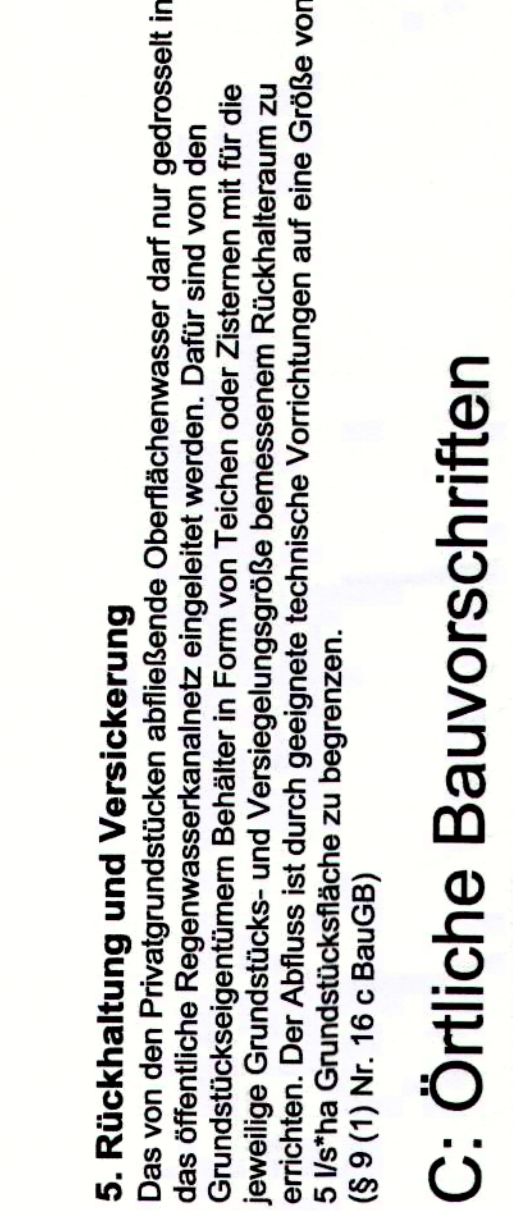 5. Rückhaltung und Versickerung
Das von den Privatgrundstücken abfließende Oberflächenwasser darf nur gedrosselt in
das öffentliche Regenwasserkanalnetz eingeleitet werden. Dafür sind von den
Grundstückseigentümern Behälter in Form von Teichen oder Zisternen mit für die
jeweilige Grundstücks- und Versiegelungsgröße bemessenem Rückhalteraum zu
errichten. Der Abfluss ist durch geeignete technische Vorrichtungen auf eine Größe von
5 l/s*ha Grundstücksfläche zu begrenzen.
(§ 9 (1) Nr. 16 c BauGB)
C: Örtliche Bauvorschriften